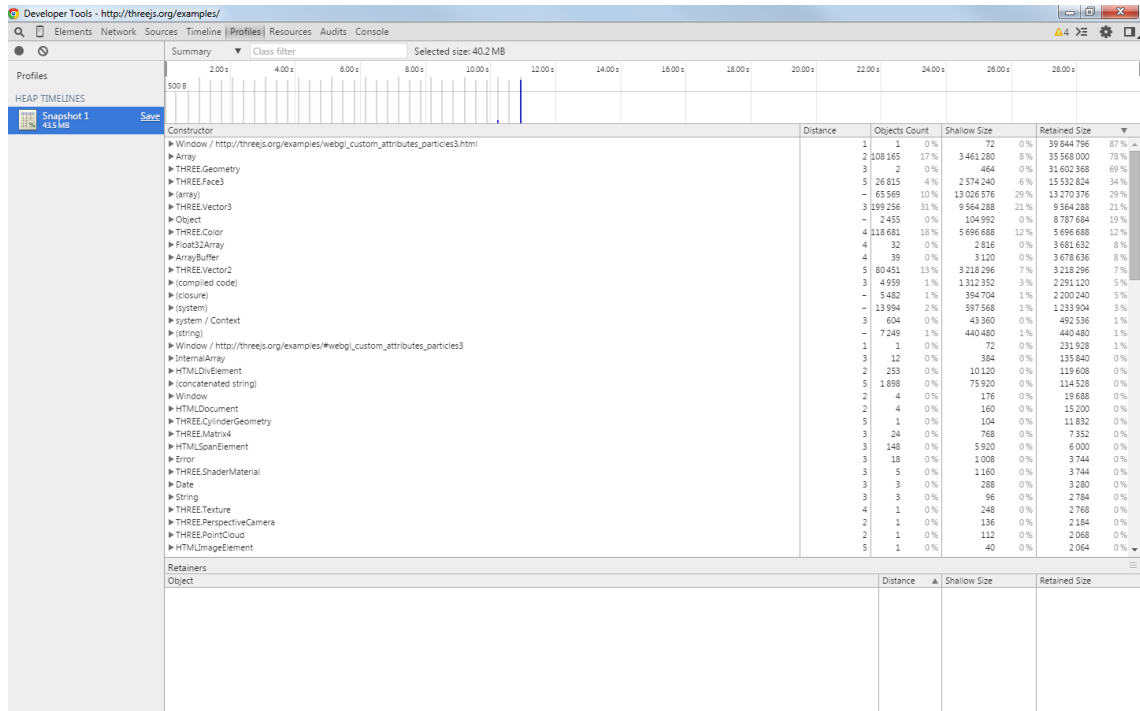 Developer Tools - http://threejs.org/examples/
Elements Network Sources Timeline Profiles Resources Audits Console 4
Summary ▼ Class filter Selected size: 40.2 MB
Profiles
HEAP TIMELINES
Snapshot 1 Save
43.5 MB
2.00 s 4.00 s 6.00 s 8.00 s 10.00 s 12.00 s 14.00 s 16.00 s 18.00 s 20.00 s 22.00 s 24.00 s 26.00 s 28.00 s
500 B
Constructor Distance Objects Count Shallow Size Retained Size ▼
▶ Window / http://threejs.org/examples/webgl_custom_attributes_particles3.html 1 1 0 % 72 0 % 39 844 796 87 %
▶ Array 2 108 165 17 % 3 461 280 8 % 35 568 000 78 %
▶ THREE.Geometry 3 2 0 % 464 0 % 31 602 368 69 %
▶ THREE.Face3 5 26 815 4 % 2 574 240 6 % 15 532 824 34 %
▶ (array) – 65 569 10 % 13 026 576 29 % 13 270 376 29 %
▶ THREE.Vector3 3 199 256 31 % 9 564 288 21 % 9 564 288 21 %
▶ Object – 2 455 0 % 104 992 0 % 8 787 684 19 %
▶ THREE.Color 4 118 681 18 % 5 696 688 12 % 5 696 688 12 %
▶ Float32Array 4 32 0 % 2 816 0 % 3 681 632 8 %
▶ ArrayBuffer 4 39 0 % 3 120 0 % 3 678 636 8 %
▶ THREE.Vector2 5 80 451 13 % 3 218 296 7 % 3 218 296 7 %
▶ (compiled code) 3 4 959 1 % 1 312 352 3 % 2 291 120 5 %
▶ (closure) – 5 482 1 % 394 704 1 % 2 200 240 5 %
▶ (system) – 13 994 2 % 597 568 1 % 1 233 904 3 %
▶ system / Context 3 604 0 % 43 360 0 % 492 536 1 %
▶ (string) – 7 249 1 % 440 480 1 % 440 480 1 %
▶ Window / http://threejs.org/examples/#webgl_custom_attributes_particles3 1 1 0 % 72 0 % 231 928 1 %
▶ InternalArray 3 12 0 % 384 0 % 135 840 0 %
▶ HTMLDivElement 2 253 0 % 10 120 0 % 119 608 0 %
▶ (concatenated string) 5 1 898 0 % 75 920 0 % 114 528 0 %
▶ Window 2 4 0 % 176 0 % 19 688 0 %
▶ HTMLDocument 2 4 0 % 160 0 % 15 200 0 %
▶ THREE.CylinderGeometry 5 1 0 % 104 0 % 11 832 0 %
▶ THREE.Matrix4 3 24 0 % 768 0 % 7 352 0 %
▶ HTMLSpanElement 3 148 0 % 5 920 0 % 6 000 0 %
▶ Error 3 18 0 % 1 008 0 % 3 744 0 %
▶ THREE.ShaderMaterial 3 5 0 % 1 160 0 % 3 744 0 %
▶ Date 3 3 0 % 288 0 % 3 280 0 %
▶ String 3 3 0 % 96 0 % 2 784 0 %
▶ THREE.Texture 4 1 0 % 248 0 % 2 768 0 %
▶ THREE.PerspectiveCamera 2 1 0 % 136 0 % 2 184 0 %
▶ THREE.PointCloud 2 1 0 % 112 0 % 2 068 0 %
▶ HTMLImageElement 5 1 0 % 40 0 % 2 064 0 %
Retainers
Object Distance ▲ Shallow Size Retained Size